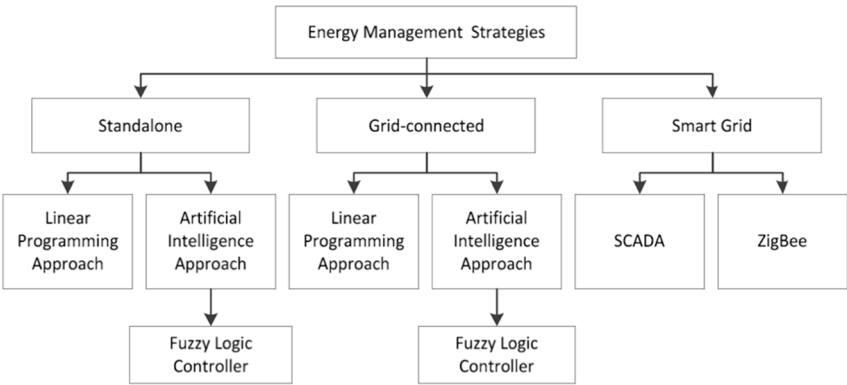 Energy Management Strategies
Standalone
Grid-connected
Smart Grid
Linear
Programming
Approach
Artificial
Intelligence
Approach
Linear
Programming
Approach
Artificial
Intelligence
Approach
SCADA
ZigBee
Fuzzy Logic
Controller
Fuzzy Logic
Controller